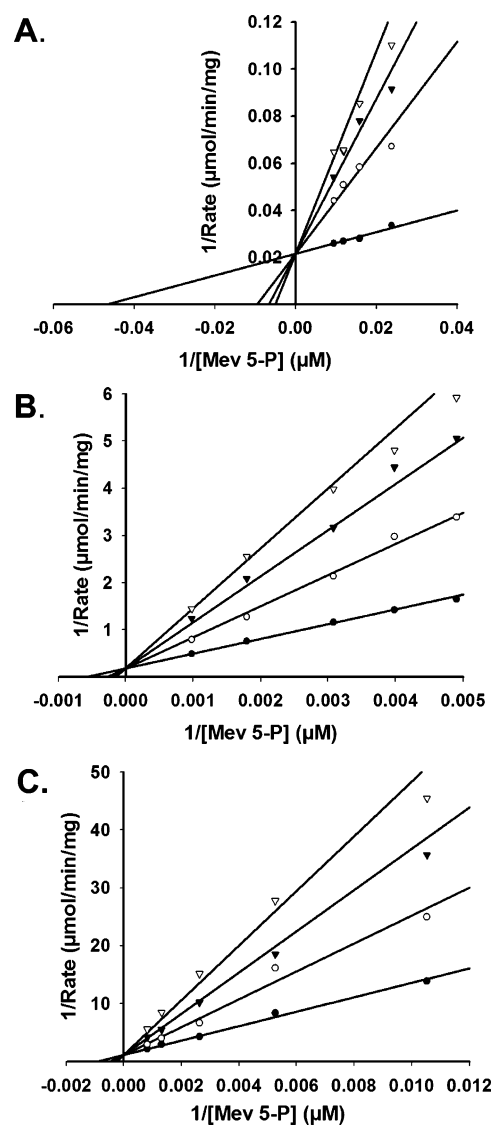 A.
0.12
0.10
0.08
0.06
0.04
0.02
1/Rate (µmol/min/mg)
-0.06 -0.04 -0.02 0.00 0.02 0.04
1/[Mev 5-P] (µM)
B.
6
5
4
3
2
1
1/Rate (µmol/min/mg)
-0.001 0.000 0.001 0.002 0.003 0.004 0.005
1/[Mev 5-P] (µM)
C.
50
40
30
20
10
1/Rate (µmol/min/mg)
-0.002 0.000 0.002 0.004 0.006 0.008 0.010 0.012
1/[Mev 5-P] (µM)